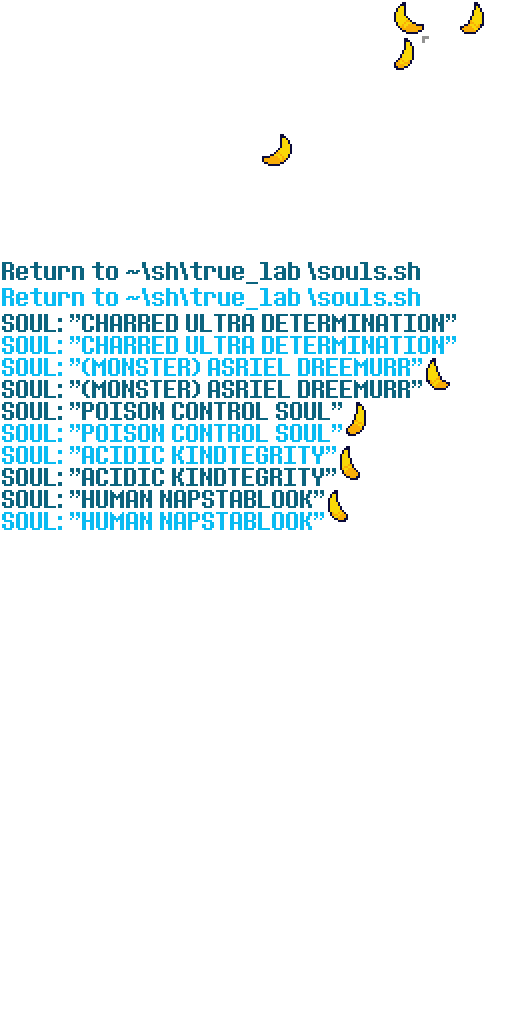 Return to ~\sh\true_lab \souls.sh
Return to ~\sh\true_lab \souls.sh
SOUL: "CHARRED ULTRA DETERMINATION"
SOUL: "CHARRED ULTRA DETERMINATION"
SOUL: "(MONSTER) ASRIEL DREEMURR"
SOUL: "(MONSTER) ASRIEL DREEMURR"
SOUL: "POISON CONTROL SOUL"
SOUL: "POISON CONTROL SOUL"
SOUL: "ACIDIC KINDTEGRITY"
SOUL: "ACIDIC KINDTEGRITY"
SOUL: "HUMAN NAPSTABLOOK"
SOUL: "HUMAN NAPSTABLOOK"